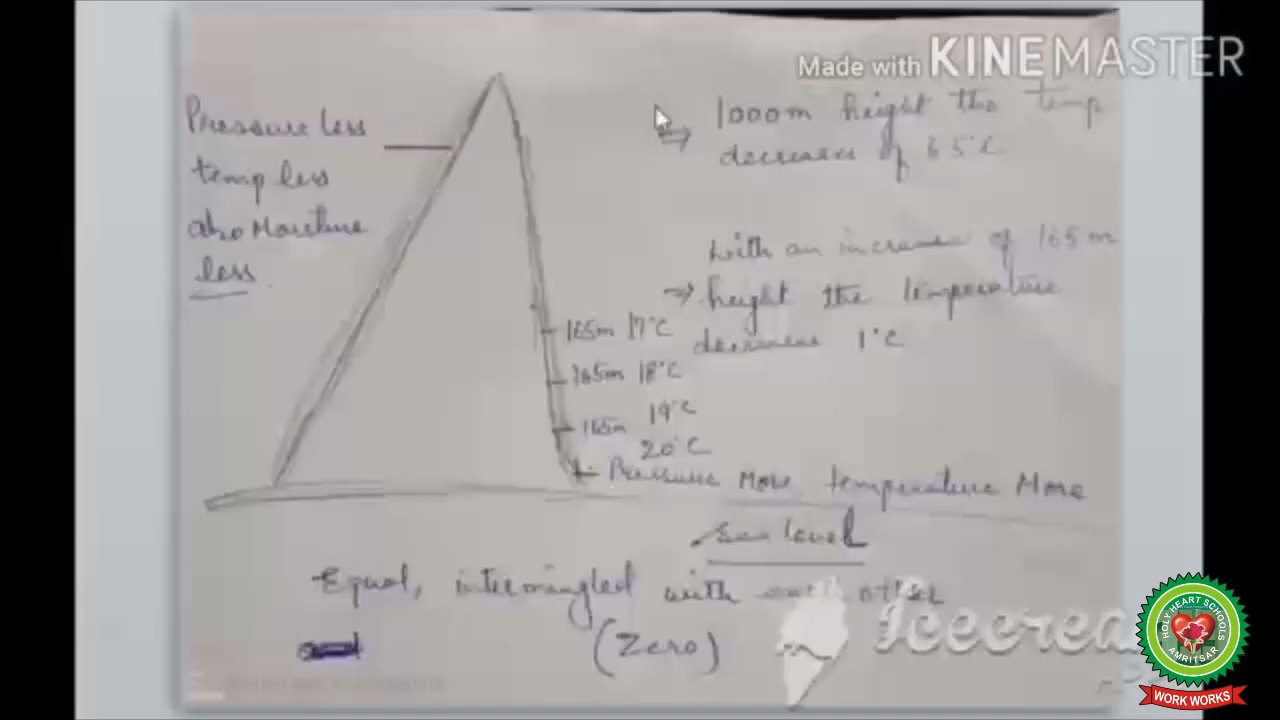 Made with KINEMASTER
Pressure less
temp less
also Moisture
less
1000m height the temp
decreases of 6.5°C
with an increase of 165m
→ height the temperature
decreases 1°C
165m 17°C
165m 18°C
165m 19°C
20°C
Pressure More temperature More
sea level
Equal, intermingled with each other
(Zero)
Icecrea
HOLY HEART SCHOOLS
AMRITSAR
WORK WORKS